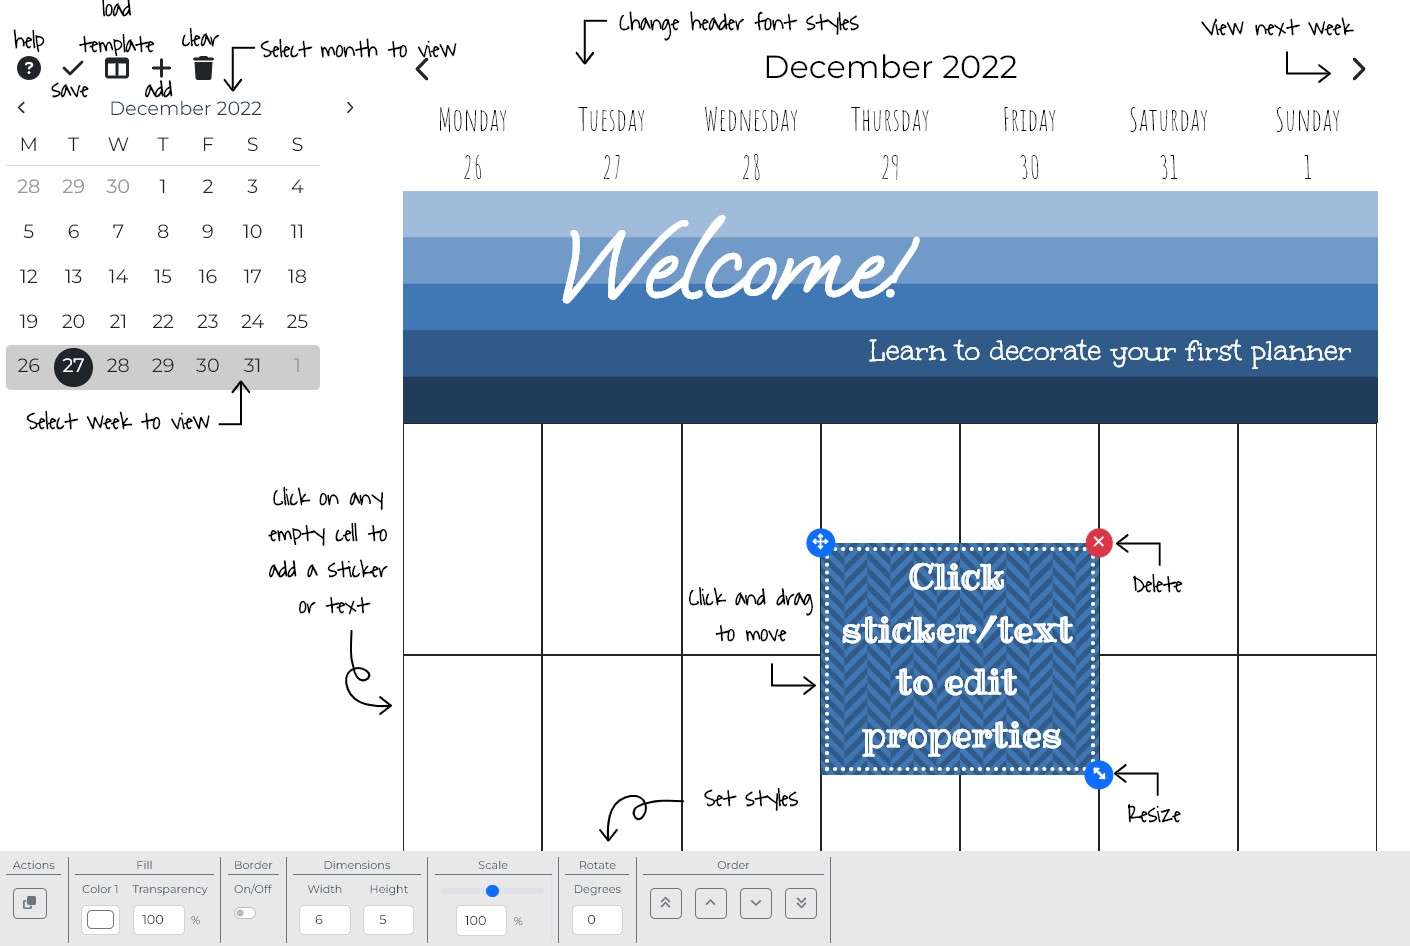 load
help
template
clear
save
add
Select month to view
December 2022
M T W T F S S
28 29 30 1 2 3 4
5 6 7 8 9 10 11
12 13 14 15 16 17 18
19 20 21 22 23 24 25
26 27 28 29 30 31 1
Select week to view
Change header font styles
View next week
December 2022
Monday Tuesday Wednesday Thursday Friday Saturday Sunday
26 27 28 29 30 31 1
Welcome!
Learn to decorate your first planner
Click on any
empty cell to
add a sticker
or text
Click and drag
to move
Click
sticker/text
to edit
properties
Delete
Resize
Set styles
Actions Fill Border Dimensions Scale Rotate Order
Color 1 Transparency On/Off Width Height Degrees
100 % 6 5 100 % 0